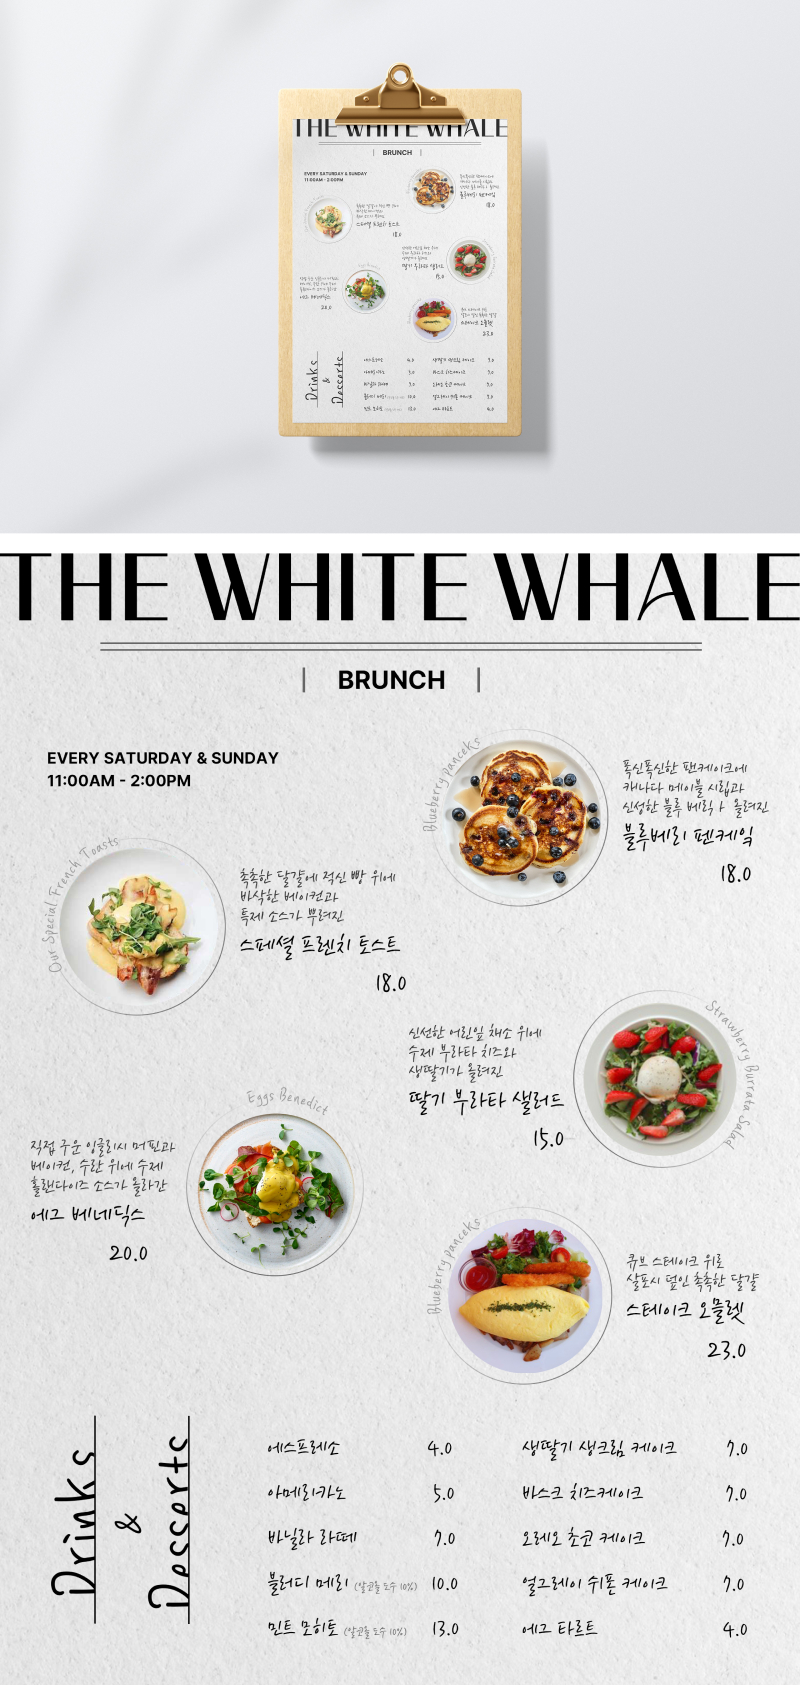 THE WHITE WHALE
BRUNCH
EVERY SATURDAY & SUNDAY
11:00AM - 2:00PM
THE WHITE WHALE
BRUNCH
EVERY SATURDAY & SUNDAY
11:00AM - 2:00PM
Blueberry panceks
폭신폭신한 팬케이크에
캐나다 메이플 시럽과
신성한 블루 베리가 올려진
블루베리 펜케잌
18.0
Our Special French Toasts
촉촉한 달걀에 적신 빵 위에
바삭한 베이컨과
특제 소스가 뿌려진
스페셜 프렌치 토스트
18.0
신선한 어린잎 채소 위에
수제 부라타 치즈와
생딸기가 올려진
딸기 부라타 샐러드
15.0
Strawberry Burrata Salad
Eggs Benedict
직접 구운 잉글리시 머핀과
베이컨, 수란 위에 수제
홀랜다이즈 소스가 올라간
에그 베네딕스
20.0
Blueberry panceks
큐브 스테이크 위로
살포시 덮인 촉촉한 달걀
스테이크 오믈렛
23.0
Drinks
&
Desserts
에스프레소 4.0
아메리카노 5.0
바닐라 라떼 7.0
블러디 메리 (알코올 도수 10%) 10.0
민트 모히토 (알코올 도수 10%) 13.0
생딸기 생크림 케이크 7.0
바스크 치즈케이크 7.0
오레오 초코 케이크 7.0
얼그레이 쉬폰 케이크 7.0
에그 타르트 4.0